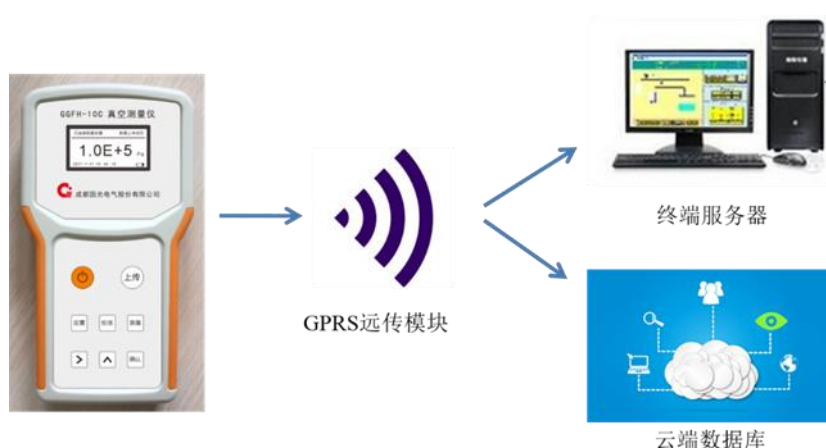 GGFH-10C 真空测量仪
1.0E+5 Pa
成都国光电气股份有限公司
上传
设置
测量
确认
GPRS远传模块
终端服务器
云端数据库